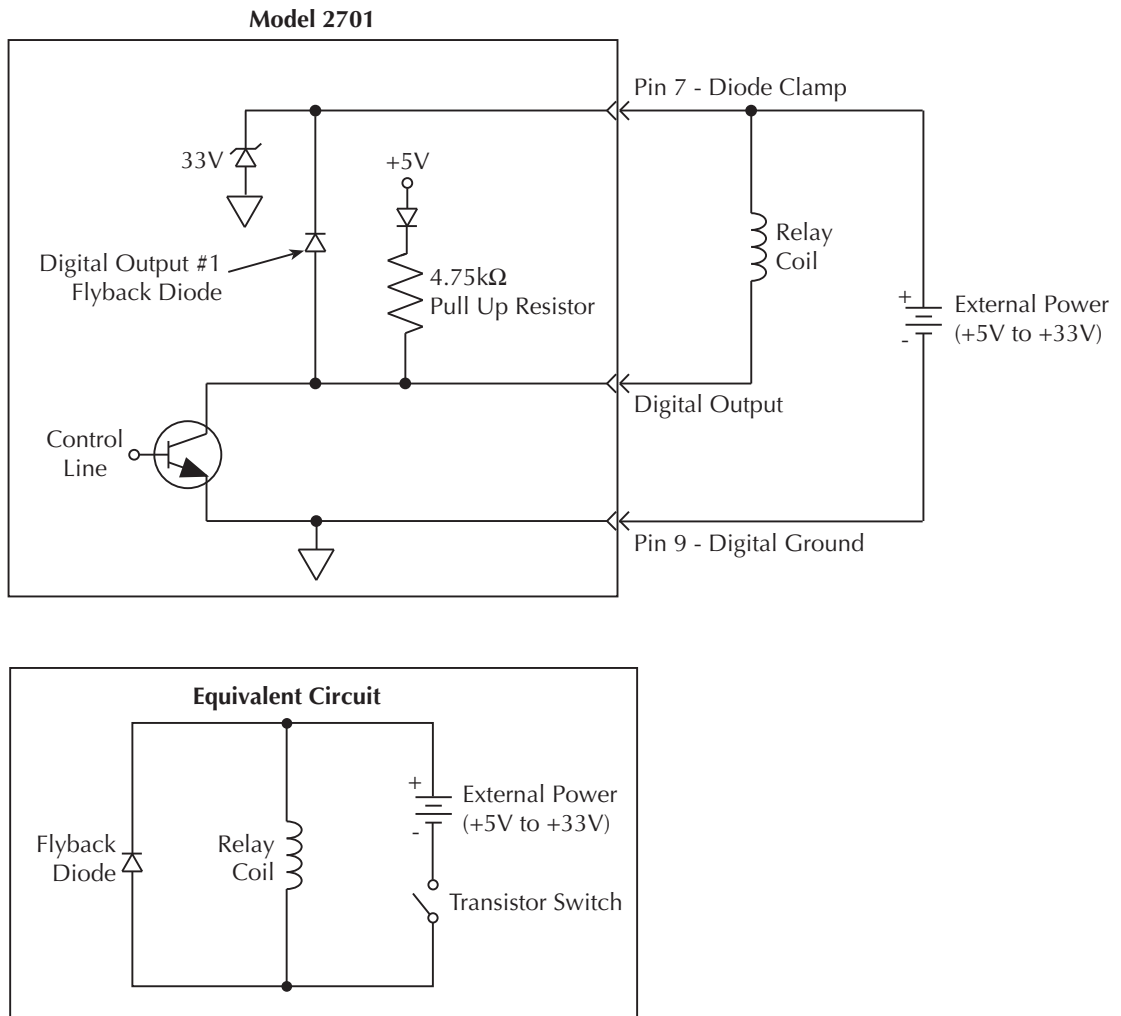 Model 2701
Pin 7 - Diode Clamp
33V
+5V
Digital Output #1
Flyback Diode
4.75kΩ
Pull Up Resistor
Relay
Coil
+
-
External Power
(+5V to +33V)
Digital Output
Control
Line
Pin 9 - Digital Ground
Equivalent Circuit
Flyback
Diode
Relay
Coil
+
-
External Power
(+5V to +33V)
Transistor Switch